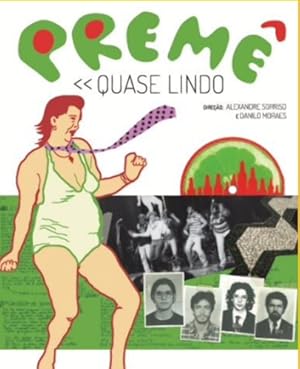 PREMÊ
<< QUASE LINDO
DIREÇÃO: ALEXANDRE SORRISO
E DANILO MORAES